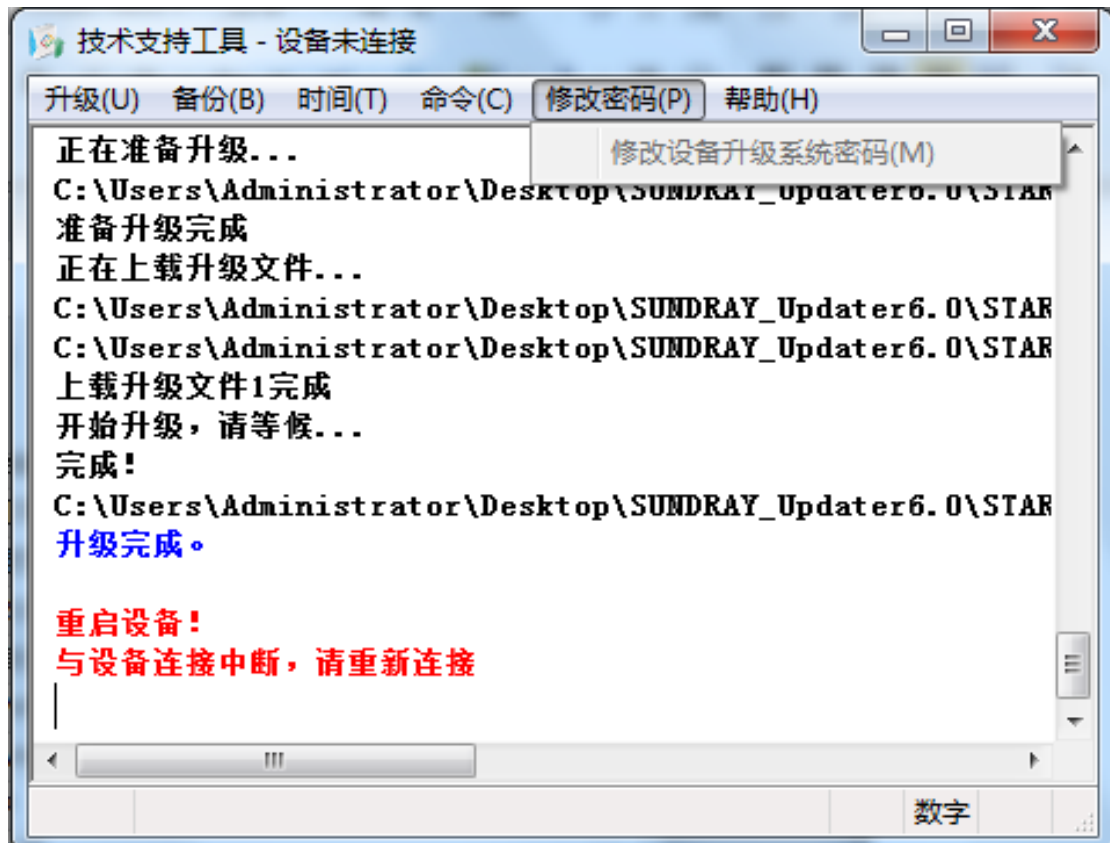 技术支持工具 - 设备未连接
升级(U) 备份(B) 时间(T) 命令(C) 修改密码(P) 帮助(H)
修改设备升级系统密码(M)
正在准备升级...
C:\Users\Administrator\Desktop\SUNDRAY_Updater6.0\STAR
准备升级完成
正在上载升级文件...
C:\Users\Administrator\Desktop\SUNDRAY_Updater6.0\STAR
C:\Users\Administrator\Desktop\SUNDRAY_Updater6.0\STAR
上载升级文件1完成
开始升级，请等候...
完成！
C:\Users\Administrator\Desktop\SUNDRAY_Updater6.0\STAR
升级完成。
重启设备！
与设备连接中断，请重新连接
数字